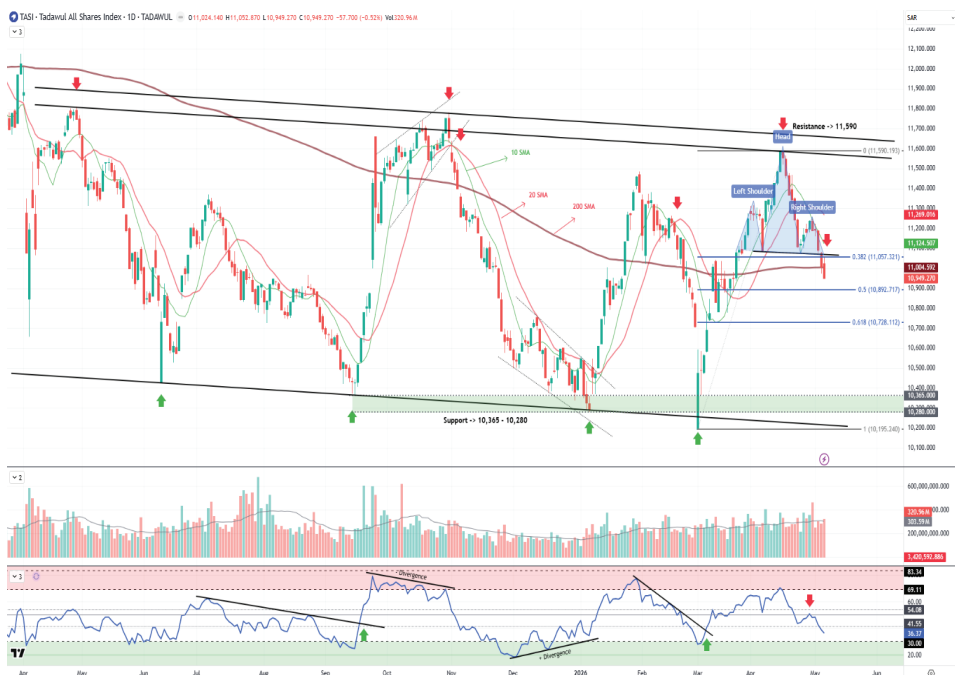 TASI · Tadawul All Shares Index · 1D · TADAWUL O11,024.140 H11,052.870 L10,949.270 C10,949.270 -57.700 (-0.52%) Vol320.96M
SAR
3
12,200.000
12,100.000
12,000.000
11,900.000
11,800.000
11,700.000
11,600.000
11,500.000
11,400.000
11,300.000
11,269.016
11,200.000
11,124.507
11,004.592
10,949.270
10,900.000
10,800.000
10,700.000
10,600.000
10,500.000
10,400.000
10,365.000
10,280.000
10,200.000
10,100.000
Resistance -> 11,590
Head
0 (11,590.193)
10 SMA
20 SMA
200 SMA
Left Shoulder
Right Shoulder
0.382 (11,057.321)
0.5 (10,892.717)
0.618 (10,728.112)
Support -> 10,365 - 10,280
1 (10,195.240)
2
600,000,000.000
320.96M
301.59M
200,000,000.000
3,420,592.886
3
- Divergence
+ Divergence
83.34
69.11
60.00
54.08
41.55
36.37
30.00
20.00
Apr May Jun Jul Aug Sep Oct Nov Dec 2026 Feb Mar Apr May Jun